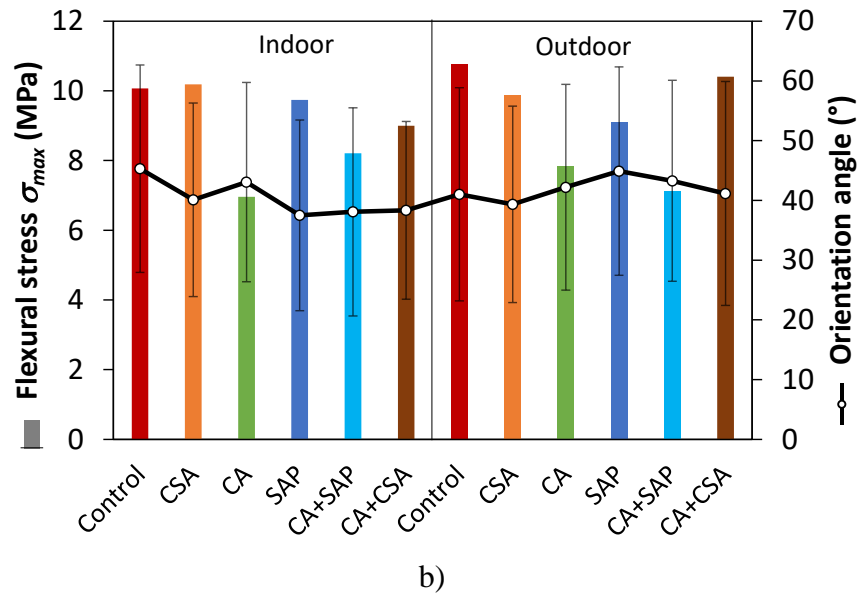 Indoor
Outdoor
Flexural stress σmax (MPa)
12
10
8
6
4
2
0
70
60
50
40
30
20
10
0
Orientation angle (°)
Control
CSA
CA
SAP
CA+SAP
CA+CSA
Control
CSA
CA
SAP
CA+SAP
CA+CSA
b)